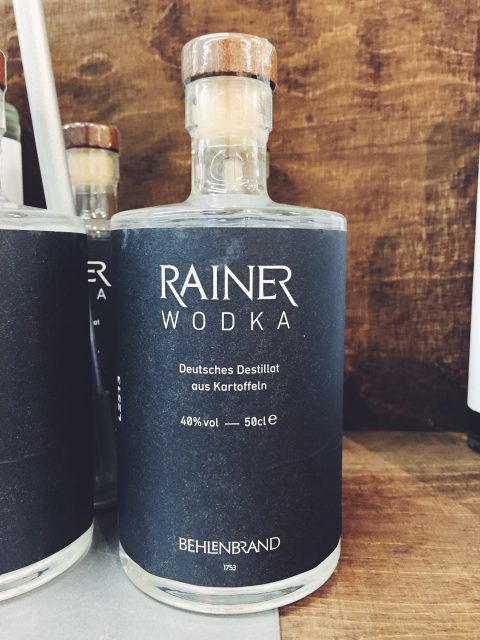 RAINER
WODKA
Deutsches Destillat
aus Kartoffeln
40% vol — 50cl e
BEHLENBRAND
1753